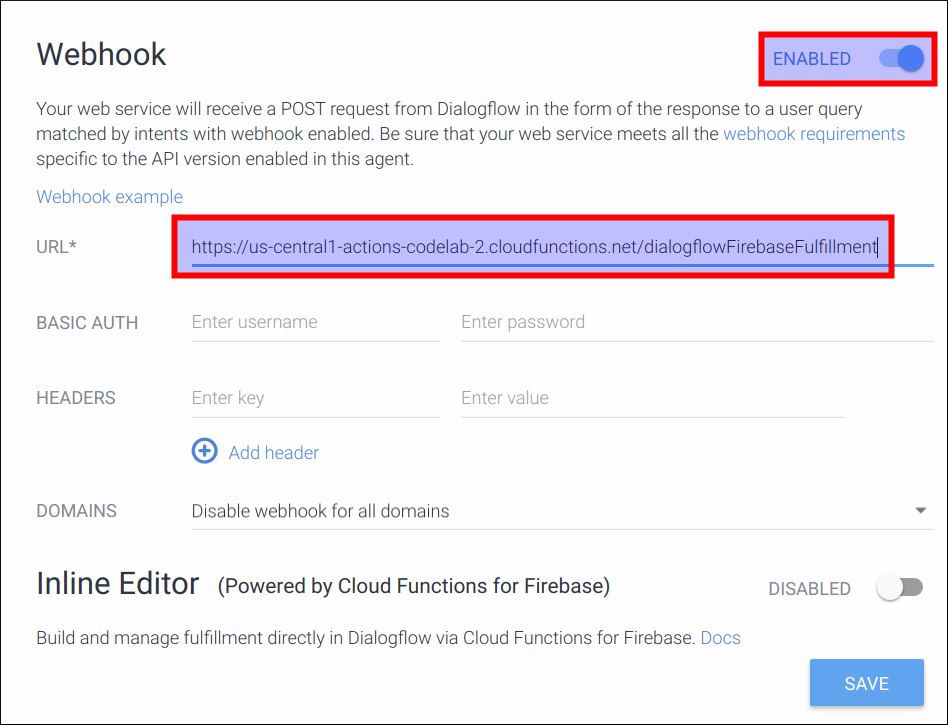 Webhook
ENABLED
Your web service will receive a POST request from Dialogflow in the form of the response to a user query
matched by intents with webhook enabled. Be sure that your web service meets all the webhook requirements
specific to the API version enabled in this agent.
Webhook example
URL*
https://us-central1-actions-codelab-2.cloudfunctions.net/dialogflowFirebaseFulfillment
BASIC AUTH
Enter username
Enter password
HEADERS
Enter key
Enter value
Add header
DOMAINS
Disable webhook for all domains
Inline Editor (Powered by Cloud Functions for Firebase)
DISABLED
Build and manage fulfillment directly in Dialogflow via Cloud Functions for Firebase. Docs
SAVE